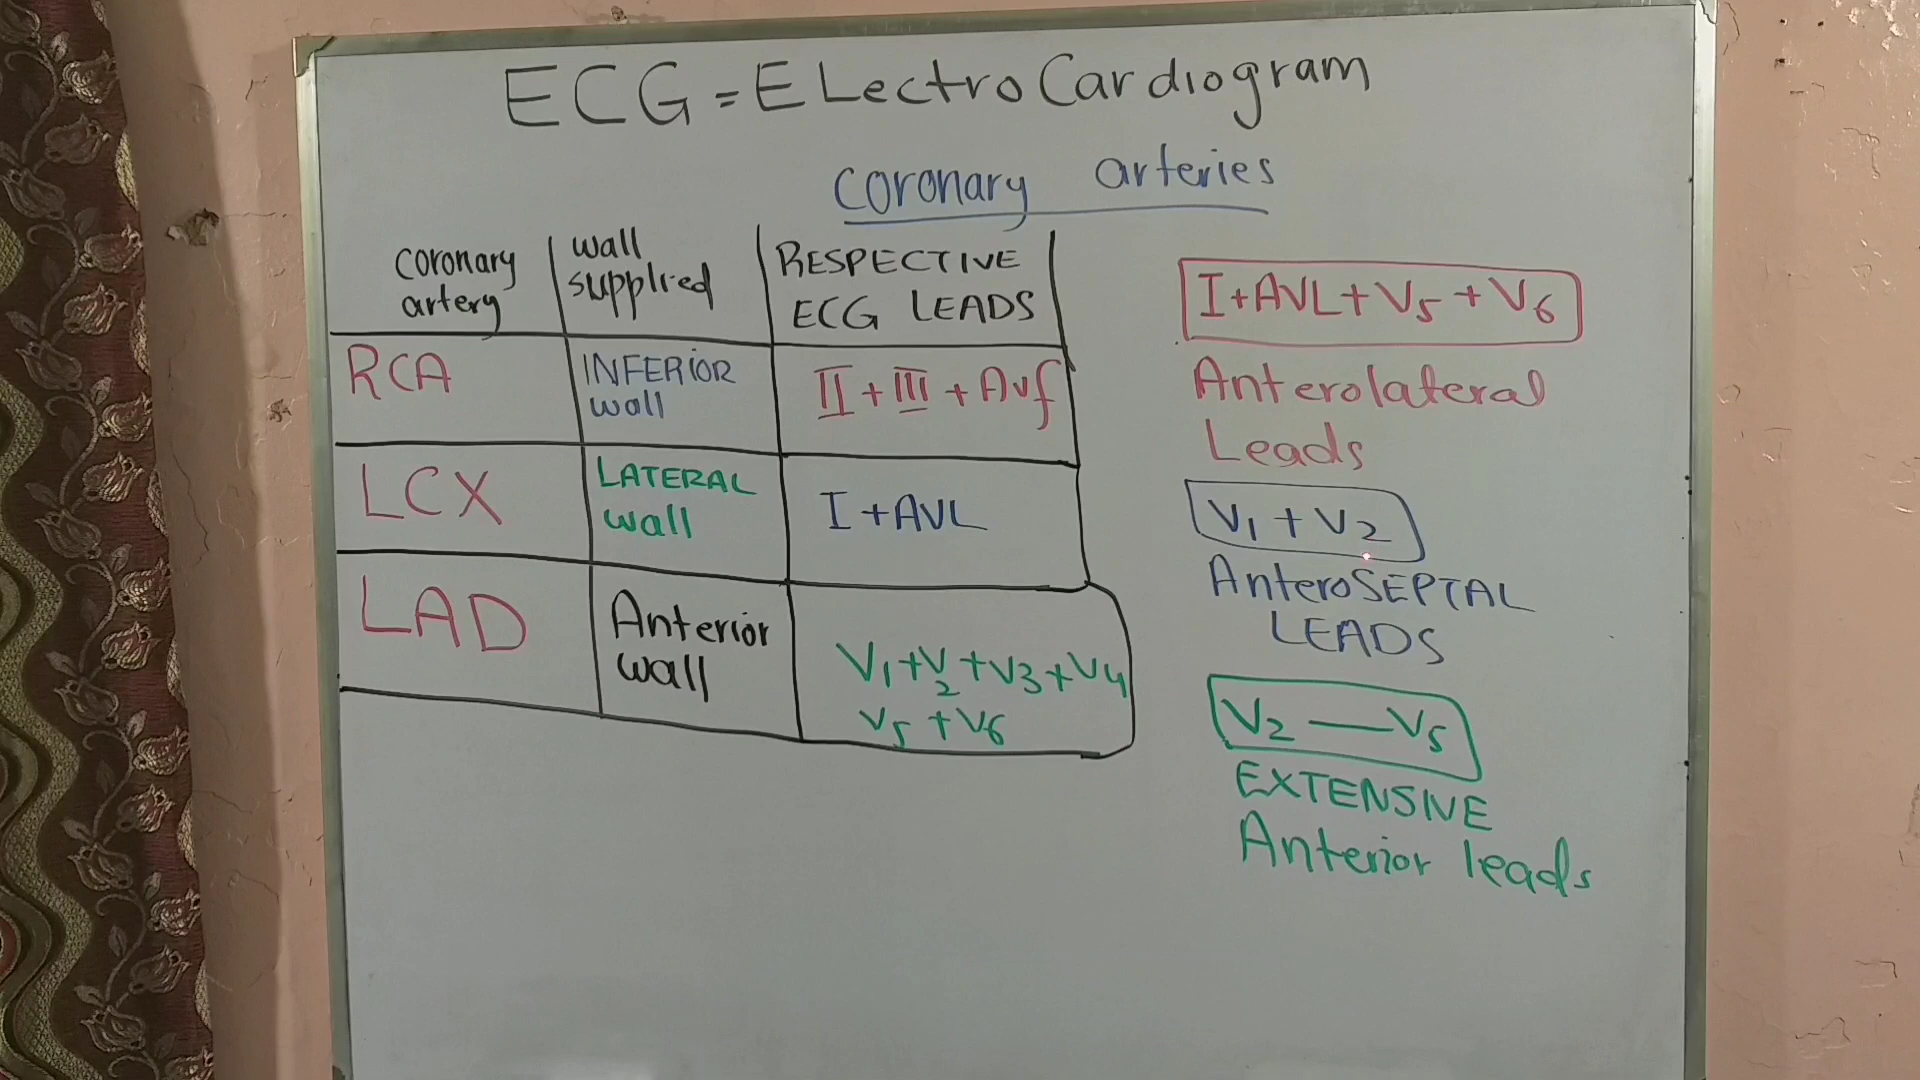 ECG = ELectroCardiogram
coronary arteries
coronary artery
wall supplied
RESPECTIVE ECG LEADS
RCA
INFERIOR wall
II + III + Avf
LCX
LATERAL wall
I + AVL
LAD
Anterior wall
V1 + V2 + V3 + V4
V5 + V6
I + AVL + V5 + V6
Anterolateral
Leads
V1 + V2
AnteroSEPTAL
LEADS
V2 — V5
EXTENSIVE
Anterior leads